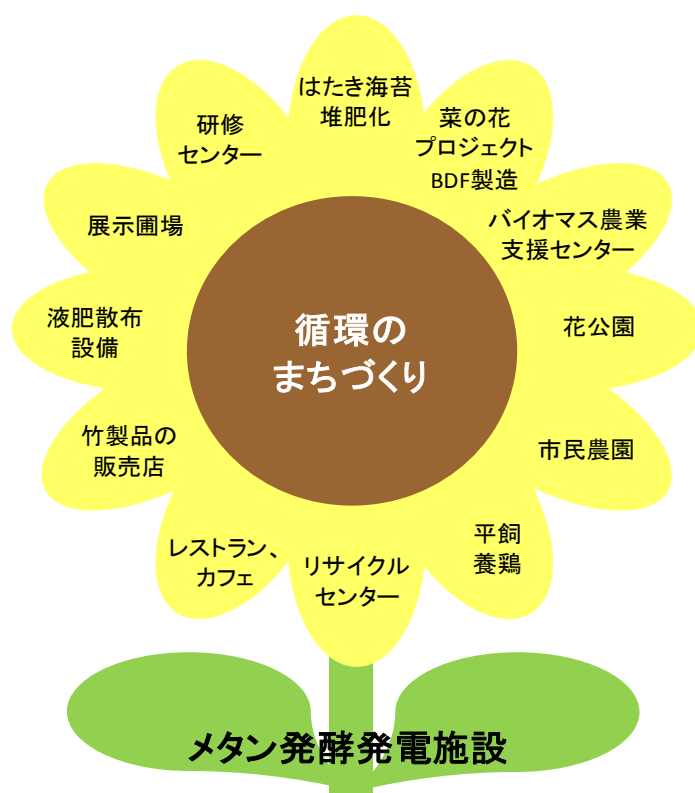 はたき海苔
堆肥化
菜の花
プロジェクト
BDF製造
バイオマス農業
支援センター
花公園
市民農園
平飼
養鶏
リサイクル
センター
レストラン、
カフェ
竹製品の
販売店
液肥散布
設備
展示圃場
研修
センター
循環の
まちづくり
メタン発酵発電施設